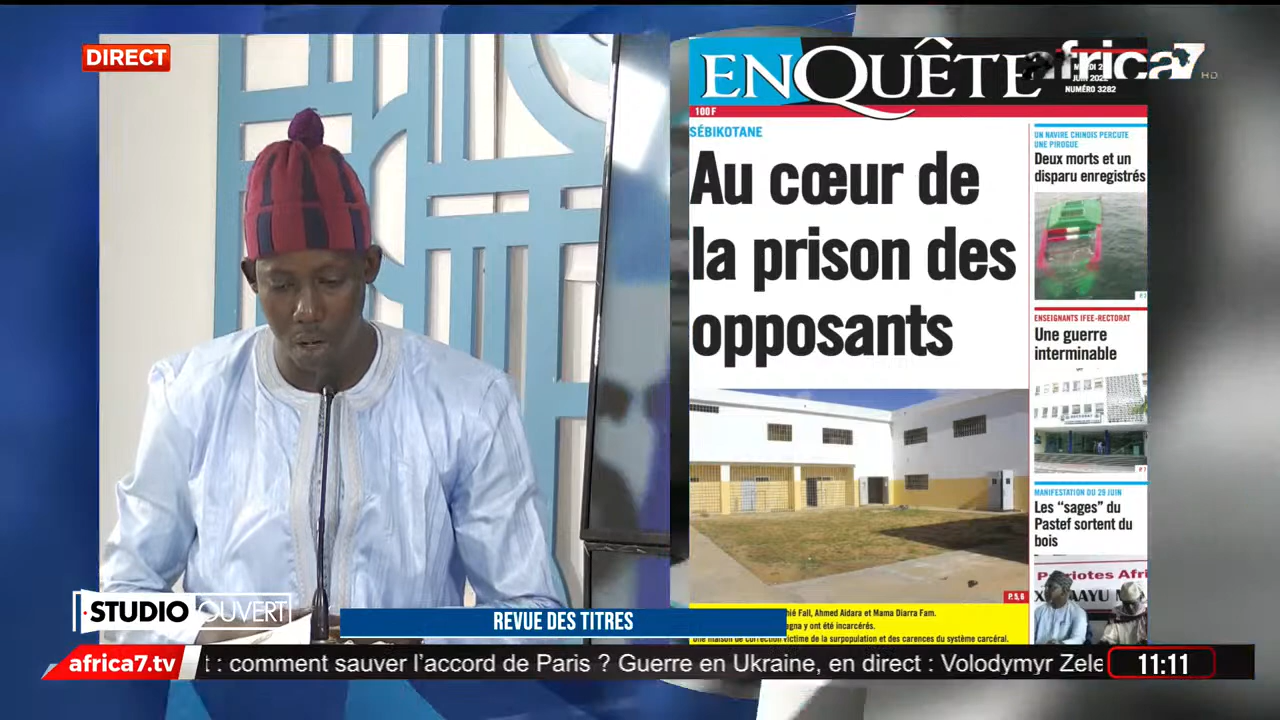 DIRECT
ENQUÊTE
africa7
HD
NUMÉRO 3282
100 F
SÉBIKOTANE
Au cœur de
la prison des
opposants
UN NAVIRE CHINOIS PERCUTE
UNE PIROGUE
Deux morts et un
disparu enregistrés
ENSEIGNANTS IFEE-RECTORAT
Une guerre
interminable
MANIFESTATION DU 29 JUIN
Les “sages” du
Pastef sortent du
bois
P. 5, 6
Fall, Ahmed Aidara et Mama Diarra Fam.
y ont été incarcérés.
une maison de correction victime de la surpopulation et des carences du système carcéral.
STUDIO OUVERT
REVUE DES TITRES
africa7.tv
: comment sauver l’accord de Paris ? Guerre en Ukraine, en direct : Volodymyr
11:11